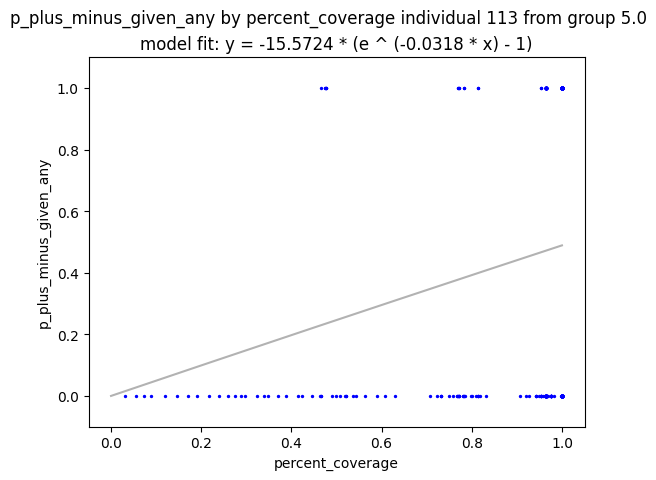 p_plus_minus_given_any by percent_coverage individual 113 from group 5.0
model fit: y = -15.5724 * (e ^ (-0.0318 * x) - 1)
1.0
0.8
0.6
0.4
0.2
0.0
p_plus_minus_given_any
0.0 0.2 0.4 0.6 0.8 1.0
percent_coverage